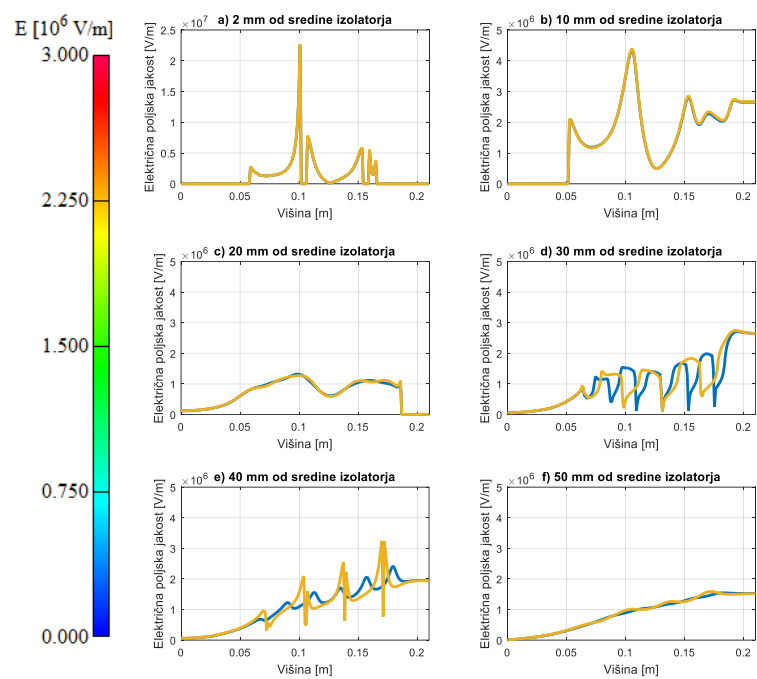 E [10⁶ V/m]
3.000
2.250
1.500
0.750
0.000
a) 2 mm od sredine izolatorja
×10⁷
Električna poljska jakost [V/m]
2.5
2
1.5
1
0.5
0
0 0.05 0.1 0.15 0.2
Višina [m]
b) 10 mm od sredine izolatorja
×10⁶
Električna poljska jakost [V/m]
5
4
3
2
1
0
0 0.05 0.1 0.15 0.2
Višina [m]
c) 20 mm od sredine izolatorja
×10⁶
Električna poljska jakost [V/m]
5
4
3
2
1
0
0 0.05 0.1 0.15 0.2
Višina [m]
d) 30 mm od sredine izolatorja
×10⁶
Električna poljska jakost [V/m]
5
4
3
2
1
0
0 0.05 0.1 0.15 0.2
Višina [m]
e) 40 mm od sredine izolatorja
×10⁶
Električna poljska jakost [V/m]
5
4
3
2
1
0
0 0.05 0.1 0.15 0.2
Višina [m]
f) 50 mm od sredine izolatorja
×10⁶
Električna poljska jakost [V/m]
5
4
3
2
1
0
0 0.05 0.1 0.15 0.2
Višina [m]